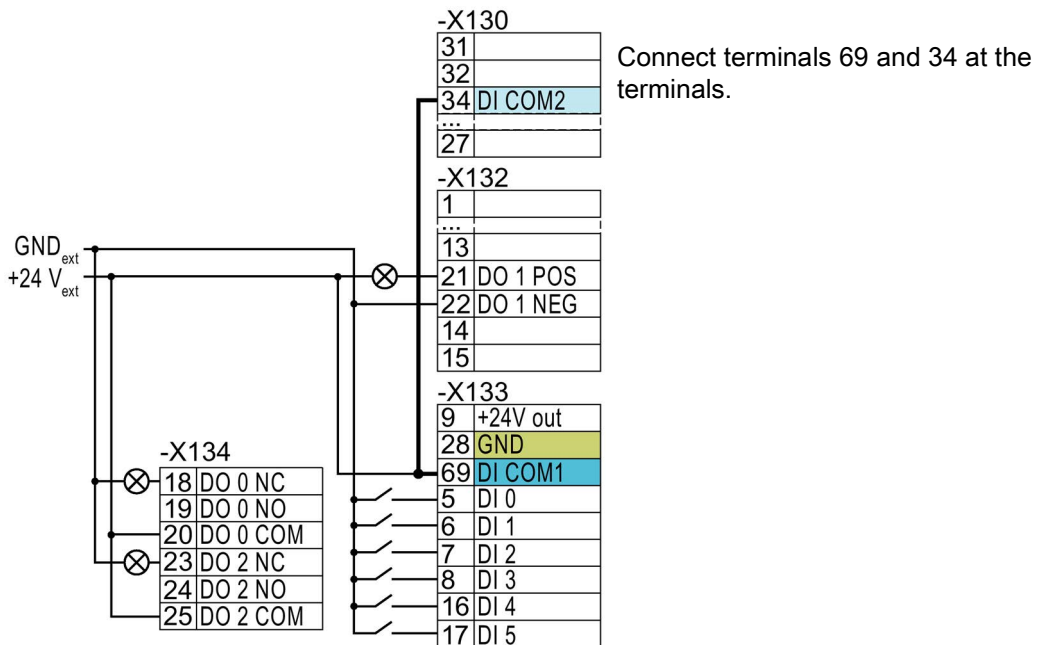 -X130
31
32
34 DI COM2
...
27
Connect terminals 69 and 34 at the
terminals.
-X132
1
...
13
21 DO 1 POS
22 DO 1 NEG
14
15
GND ext
+24 V ext
-X133
9 +24V out
28 GND
69 DI COM1
5 DI 0
6 DI 1
7 DI 2
8 DI 3
16 DI 4
17 DI 5
-X134
18 DO 0 NC
19 DO 0 NO
20 DO 0 COM
23 DO 2 NC
24 DO 2 NO
25 DO 2 COM